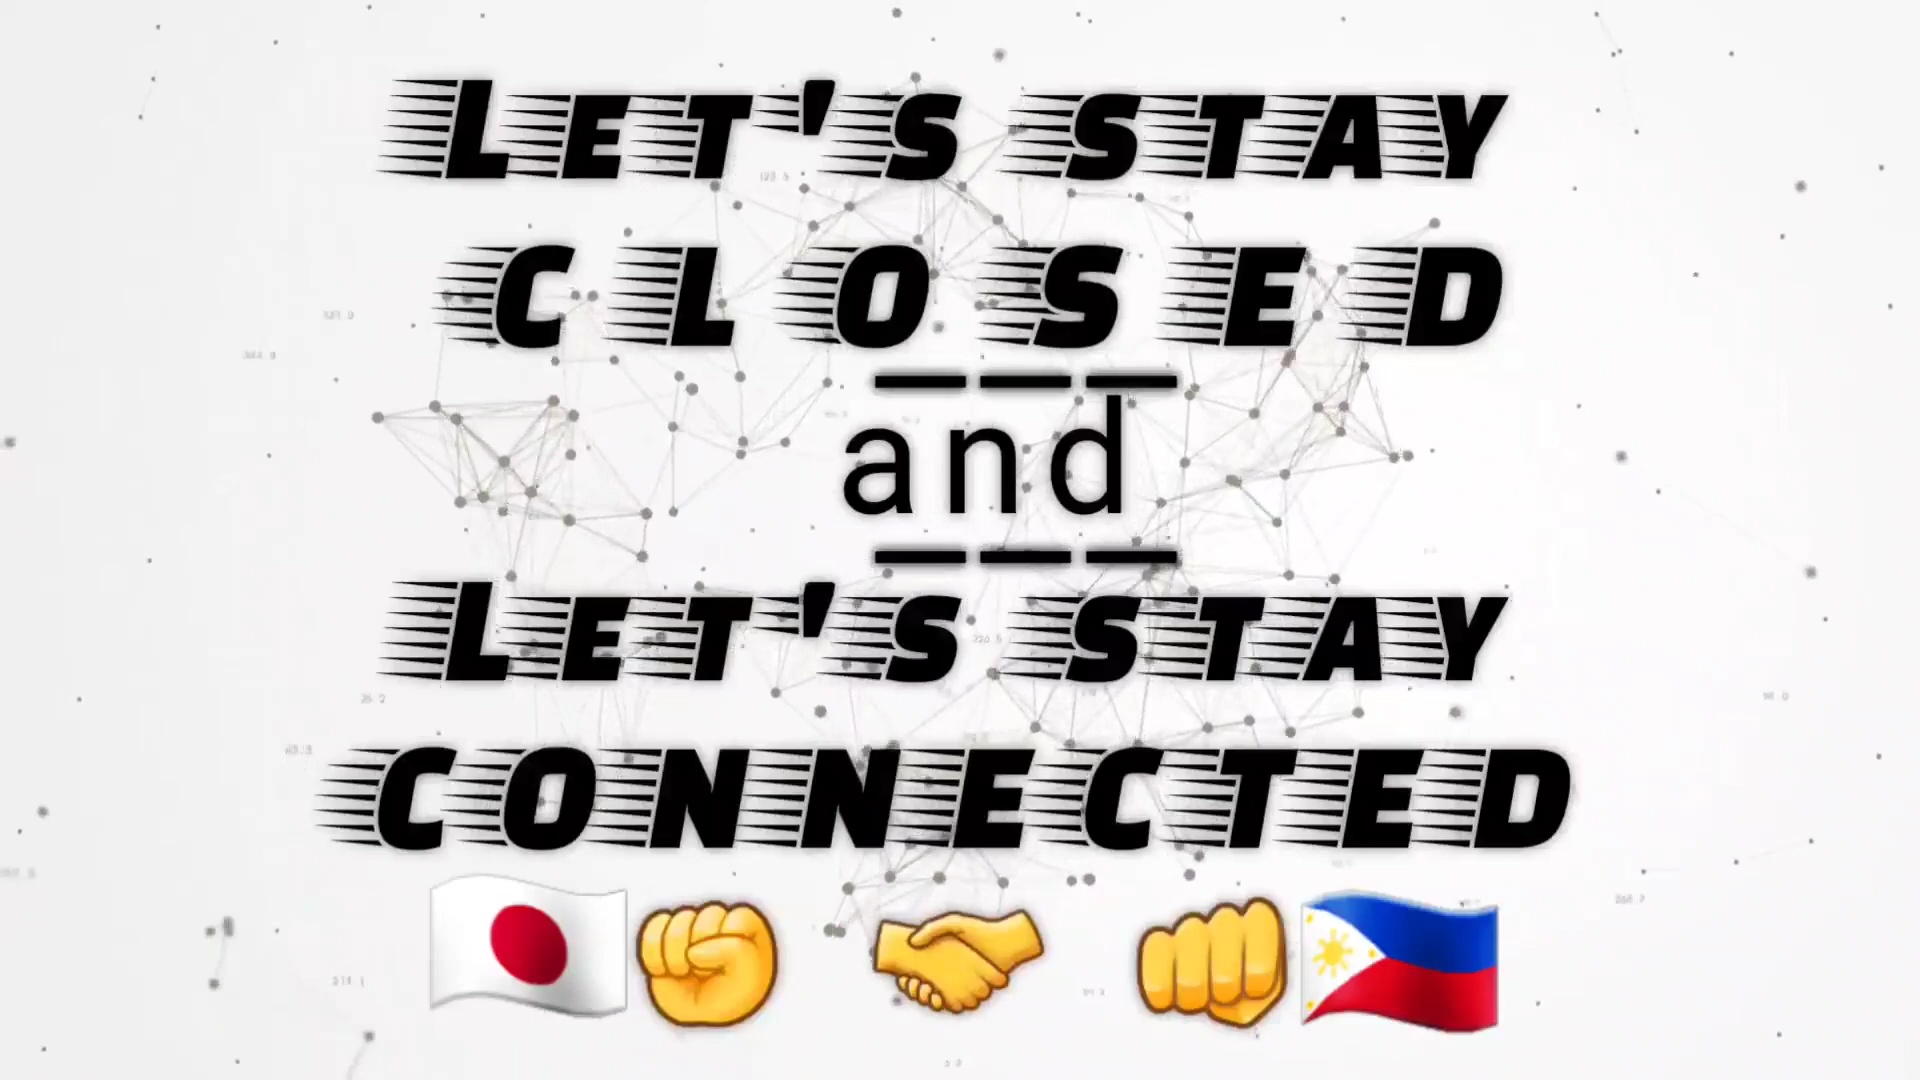 Let's stay
CLOSED
and
Let's stay
CONNECTED